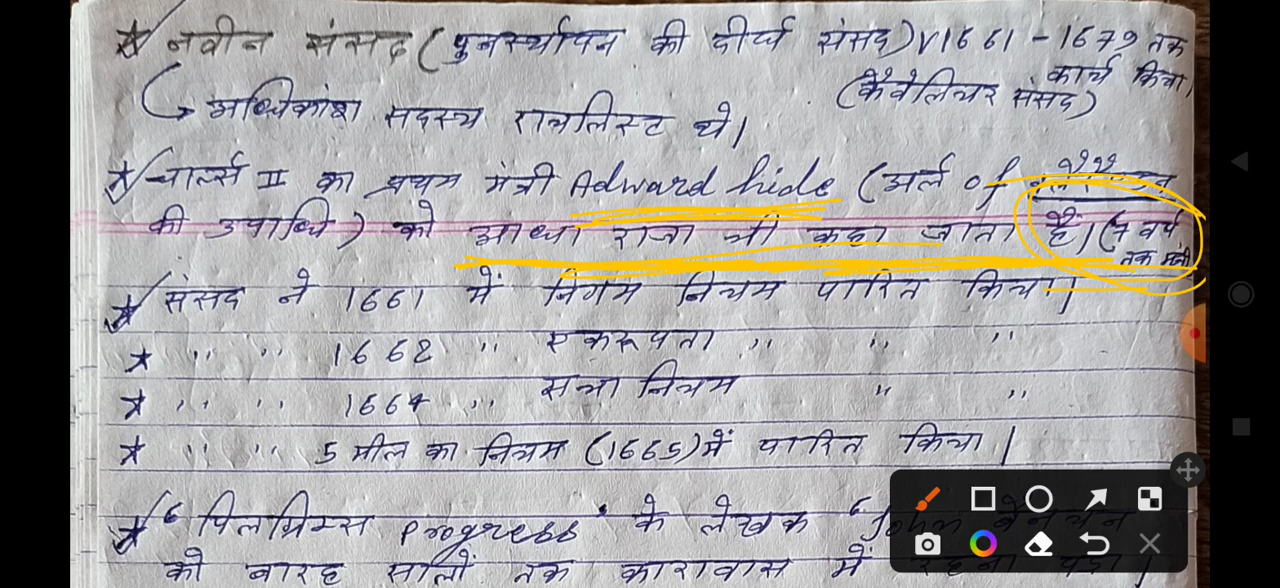 नवीन संसद (पुनर्स्थापन की दीर्घ संसद) 1661 - 1679 तक
कार्य किया,
(कैवेलियर संसद)
अधिकांश सदस्य रायलिस्ट थे।
चार्ल्स II का प्रथम मंत्री Adward hide (अर्ल of
की उपाधि) को आधा राजा भी कहा जाता है। (7 वर्ष
तक मंत्री
संसद ने 1661 में निगम नियम पारित किया।
" " 1662 " एकरूपता " " "
" " 1664 " सभा नियम " "
" " 5 मील का नियम (1665) में पारित किया।
' पिलग्रिम्स progress ' के लेखक ' John
को बारह सालों तक कारावास में रहना पड़ा।